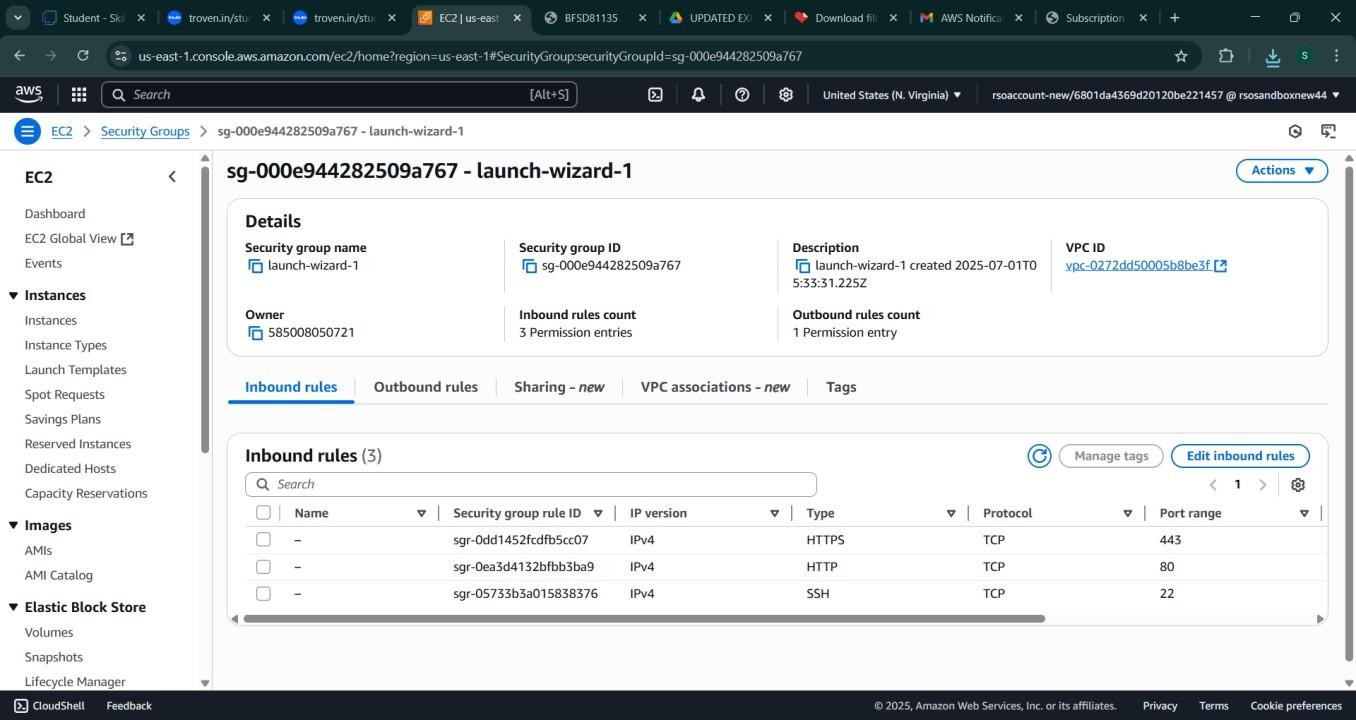 Student - Skil
troven.in/stud
troven.in/stud
EC2 | us-east
BFSD81135
UPDATED EX
Download file
AWS Notifica
Subscription
us-east-1.console.aws.amazon.com/ec2/home?region=us-east-1#SecurityGroup:securityGroupId=sg-000e944282509a767
S
aws
Search
[Alt+S]
United States (N. Virginia)
rsoaccount-new/6801da4369d20120be221457 @ rsosandboxnew44
EC2
Security Groups
sg-000e944282509a767 - launch-wizard-1
EC2
Dashboard
EC2 Global View
Events
Instances
Instances
Instance Types
Launch Templates
Spot Requests
Savings Plans
Reserved Instances
Dedicated Hosts
Capacity Reservations
Images
AMIs
AMI Catalog
Elastic Block Store
Volumes
Snapshots
Lifecycle Manager
sg-000e944282509a767 - launch-wizard-1
Actions
Details
Security group name
launch-wizard-1
Security group ID
sg-000e944282509a767
Description
launch-wizard-1 created 2025-07-01T0
5:33:31.225Z
VPC ID
vpc-0272dd50005b8be3f
Owner
585008050721
Inbound rules count
3 Permission entries
Outbound rules count
1 Permission entry
Inbound rules
Outbound rules
Sharing - new
VPC associations - new
Tags
Inbound rules (3)
Manage tags
Edit inbound rules
Search
1
Name Security group rule ID IP version Type Protocol Port range
– sgr-0dd1452fcdfb5cc07 IPv4 HTTPS TCP 443
– sgr-0ea3d4132bfbb3ba9 IPv4 HTTP TCP 80
– sgr-05733b3a015838376 IPv4 SSH TCP 22
CloudShell
Feedback
© 2025, Amazon Web Services, Inc. or its affiliates.
Privacy
Terms
Cookie preferences